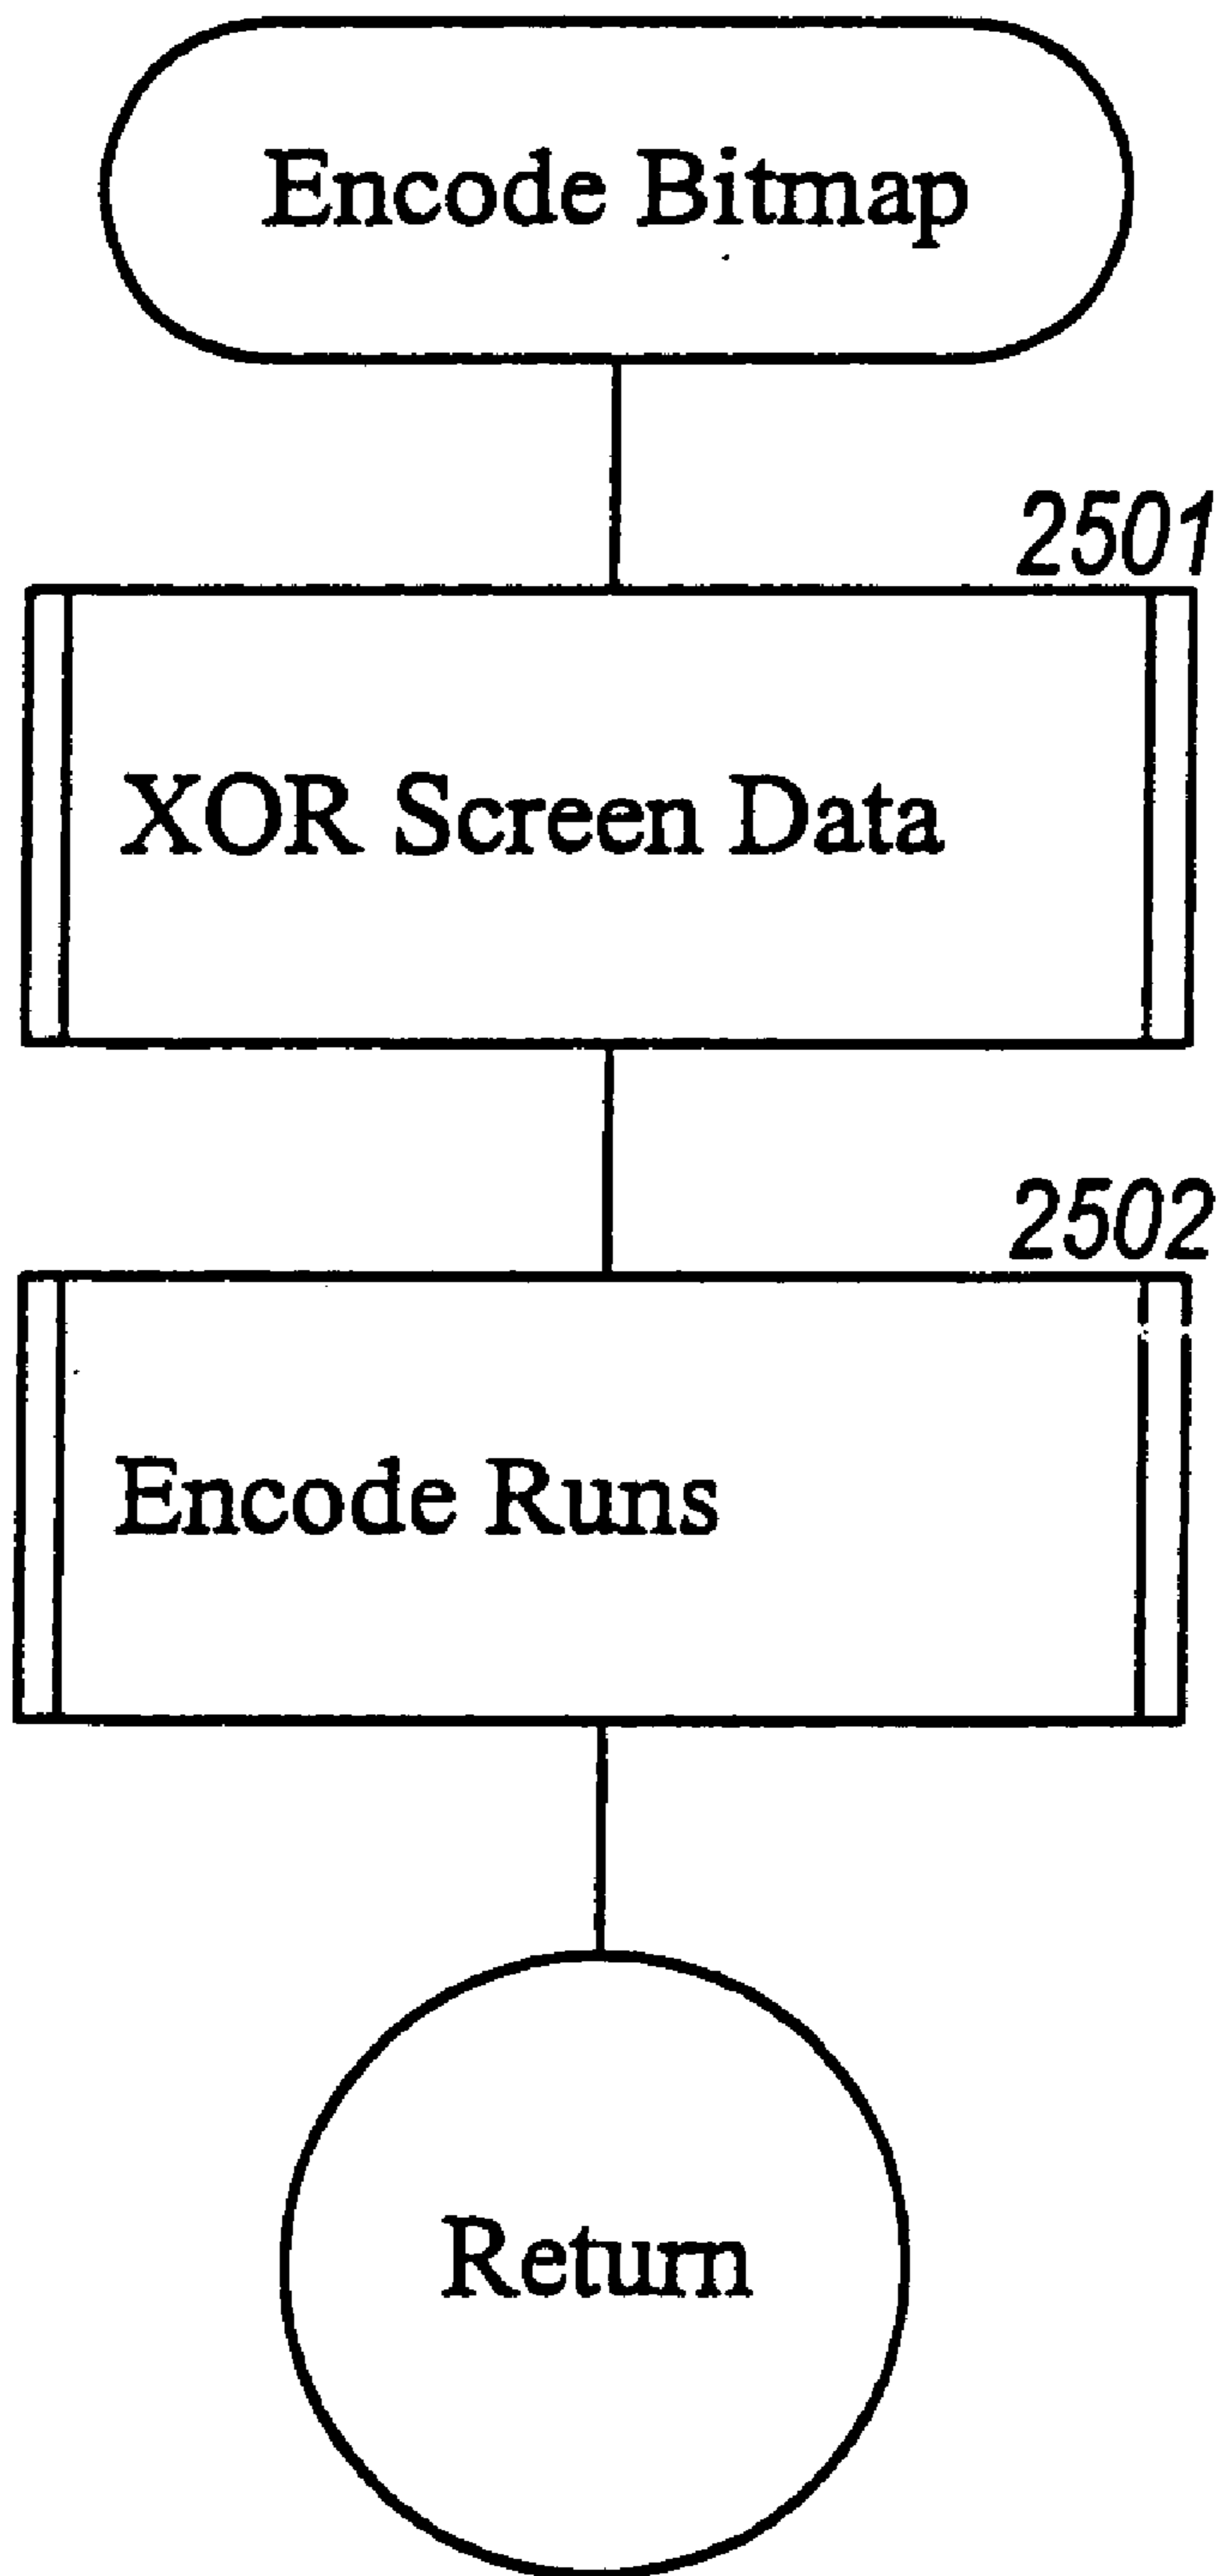 Encode Bitmap
2501
XOR Screen Data
2502
Encode Runs
Return